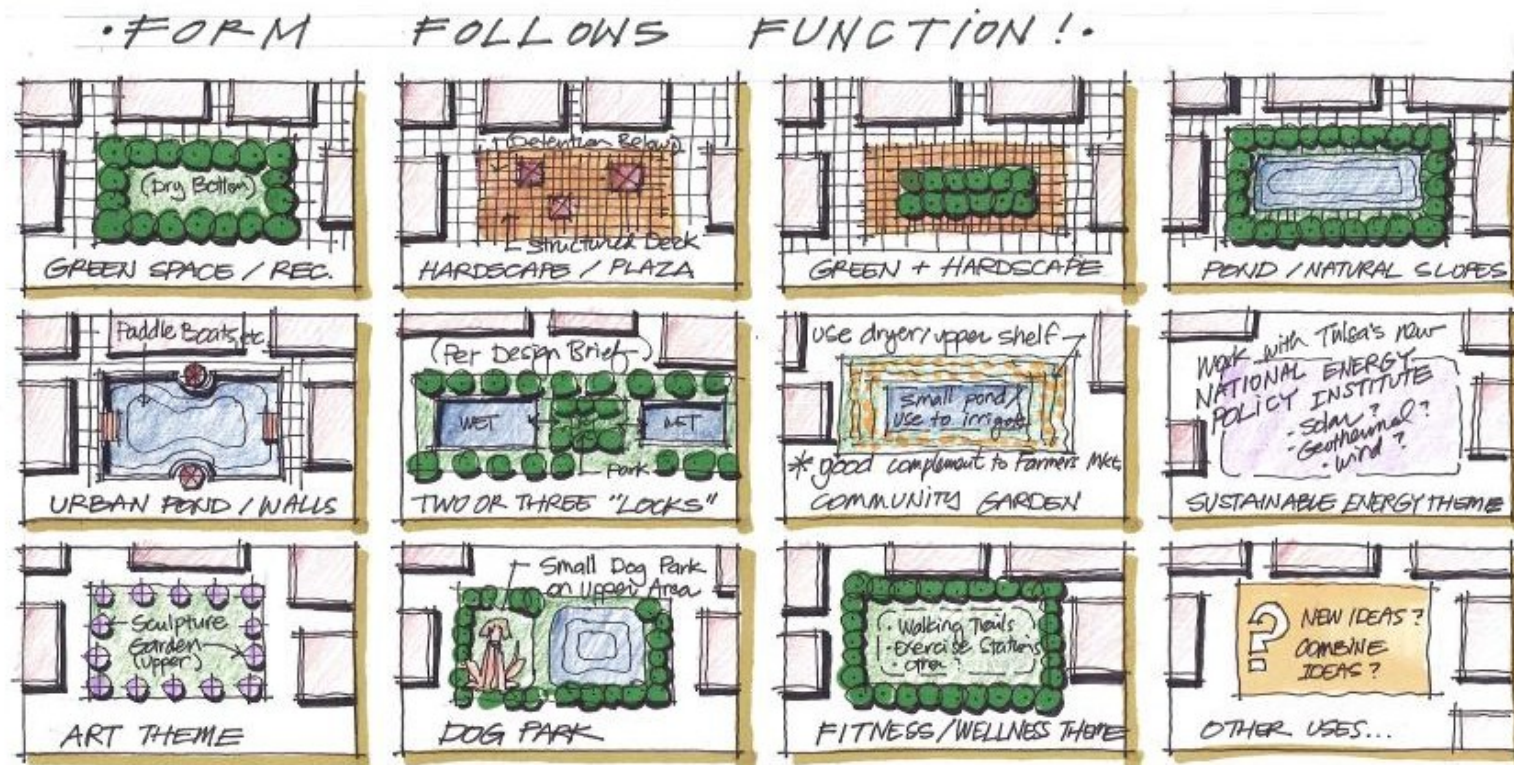 ·FORM FOLLOWS FUNCTION!·
(Dry Bottom)
GREEN SPACE / REC.
(Detention Below)
Structured Deck
HARDSCAPE / PLAZA
GREEN + HARDSCAPE
POND / NATURAL SLOPES
Paddle Boats, etc.
URBAN POND / WALLS
(Per Design Brief)
WET
WET
Park
TWO OR THREE "LOCKS"
use dryer/upper shelf
small pond/
use to irrigate
* good complement to Farmers Mkt.
COMMUNITY GARDEN
Work with Tulsa's new
NATIONAL ENERGY
POLICY INSTITUTE
- Solar?
- Geothermal?
- wind?
SUSTAINABLE ENERGY THEME
Sculpture
Garden
(upper)
ART THEME
Small Dog Park
on Upper Area
DOG PARK
· Walking Trails
· Exercise Stations
FITNESS/WELLNESS THEME
? NEW IDEAS?
COMBINE
IDEAS?
OTHER USES...